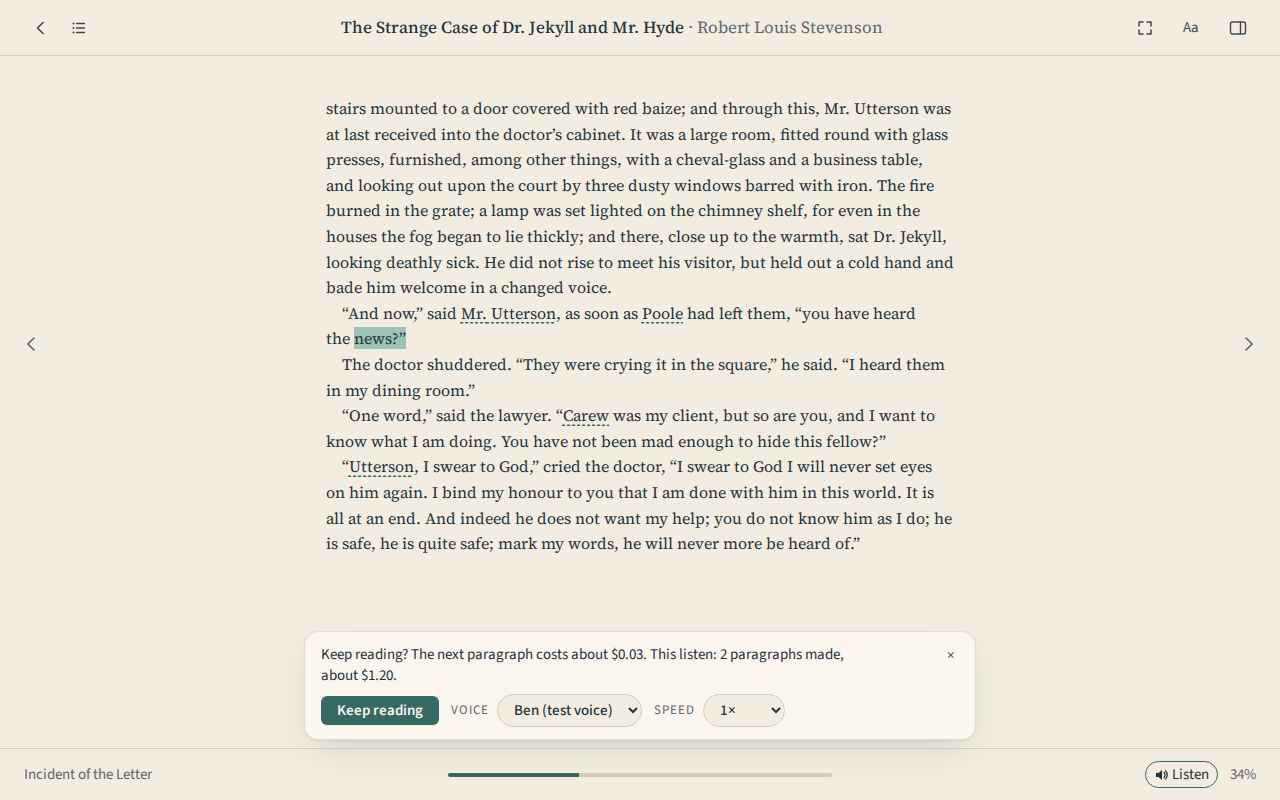 The Strange Case of Dr. Jekyll and Mr. Hyde · Robert Louis Stevenson
Aa
stairs mounted to a door covered with red baize; and through this, Mr. Utterson was
at last received into the doctor’s cabinet. It was a large room, fitted round with glass
presses, furnished, among other things, with a cheval-glass and a business table,
and looking out upon the court by three dusty windows barred with iron. The fire
burned in the grate; a lamp was set lighted on the chimney shelf, for even in the
houses the fog began to lie thickly; and there, close up to the warmth, sat Dr. Jekyll,
looking deathly sick. He did not rise to meet his visitor, but held out a cold hand and
bade him welcome in a changed voice.
“And now,” said Mr. Utterson, as soon as Poole had left them, “you have heard
the news?”
The doctor shuddered. “They were crying it in the square,” he said. “I heard them
in my dining room.”
“One word,” said the lawyer. “Carew was my client, but so are you, and I want to
know what I am doing. You have not been mad enough to hide this fellow?”
“Utterson, I swear to God,” cried the doctor, “I swear to God I will never set eyes
on him again. I bind my honour to you that I am done with him in this world. It is
all at an end. And indeed he does not want my help; you do not know him as I do; he
is safe, he is quite safe; mark my words, he will never more be heard of.”
Keep reading? The next paragraph costs about $0.03. This listen: 2 paragraphs made,
about $1.20.
×
Keep reading VOICE Ben (test voice) SPEED 1×
Incident of the Letter
Listen 34%